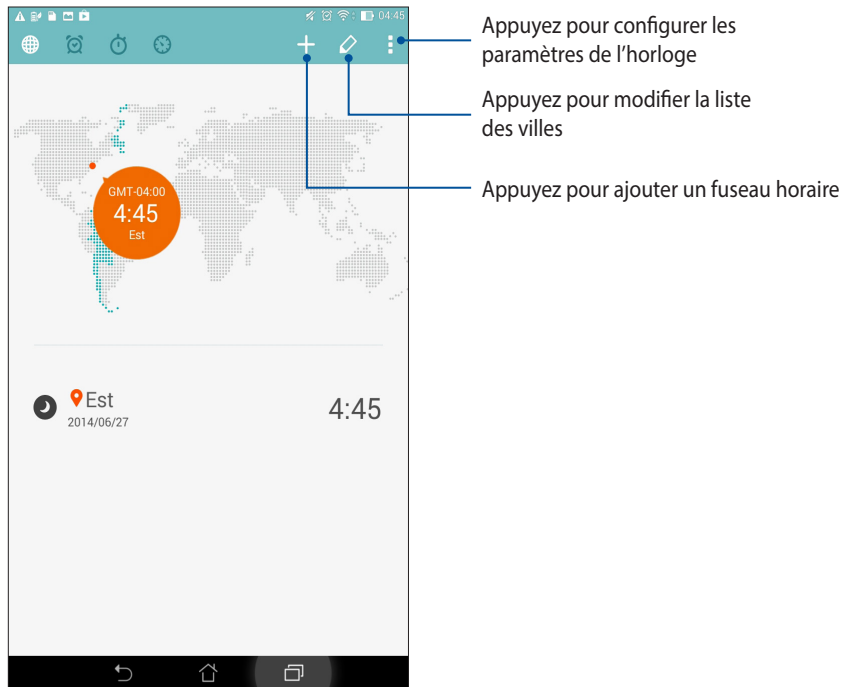 04:45
Appuyez pour configurer les
paramètres de l'horloge
Appuyez pour modifier la liste
des villes
Appuyez pour ajouter un fuseau horaire
GMT-04:00
4:45
Est
Est
2014/06/27
4:45